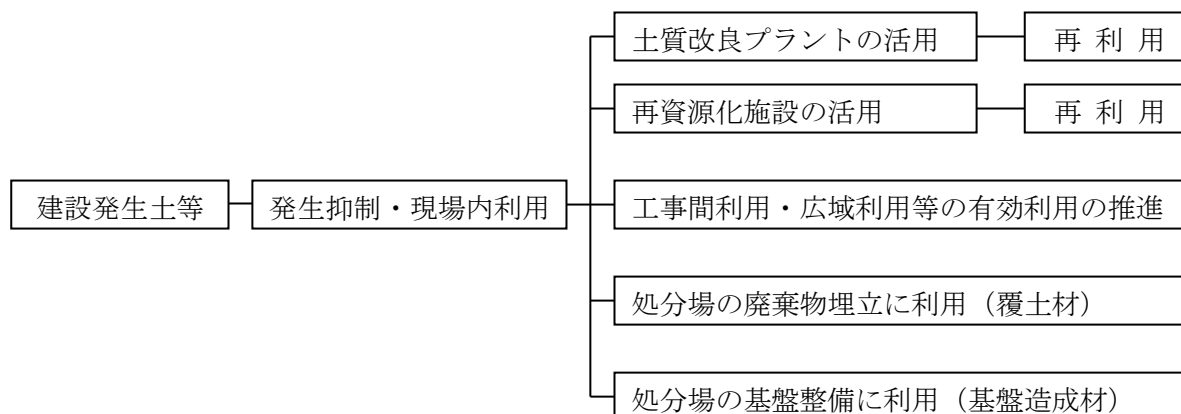 土質改良プラントの活用
再 利 用
再資源化施設の活用
再 利 用
建設発生土等
発生抑制・現場内利用
工事間利用・広域利用等の有効利用の推進
処分場の廃棄物埋立に利用（覆土材）
処分場の基盤整備に利用（基盤造成材）